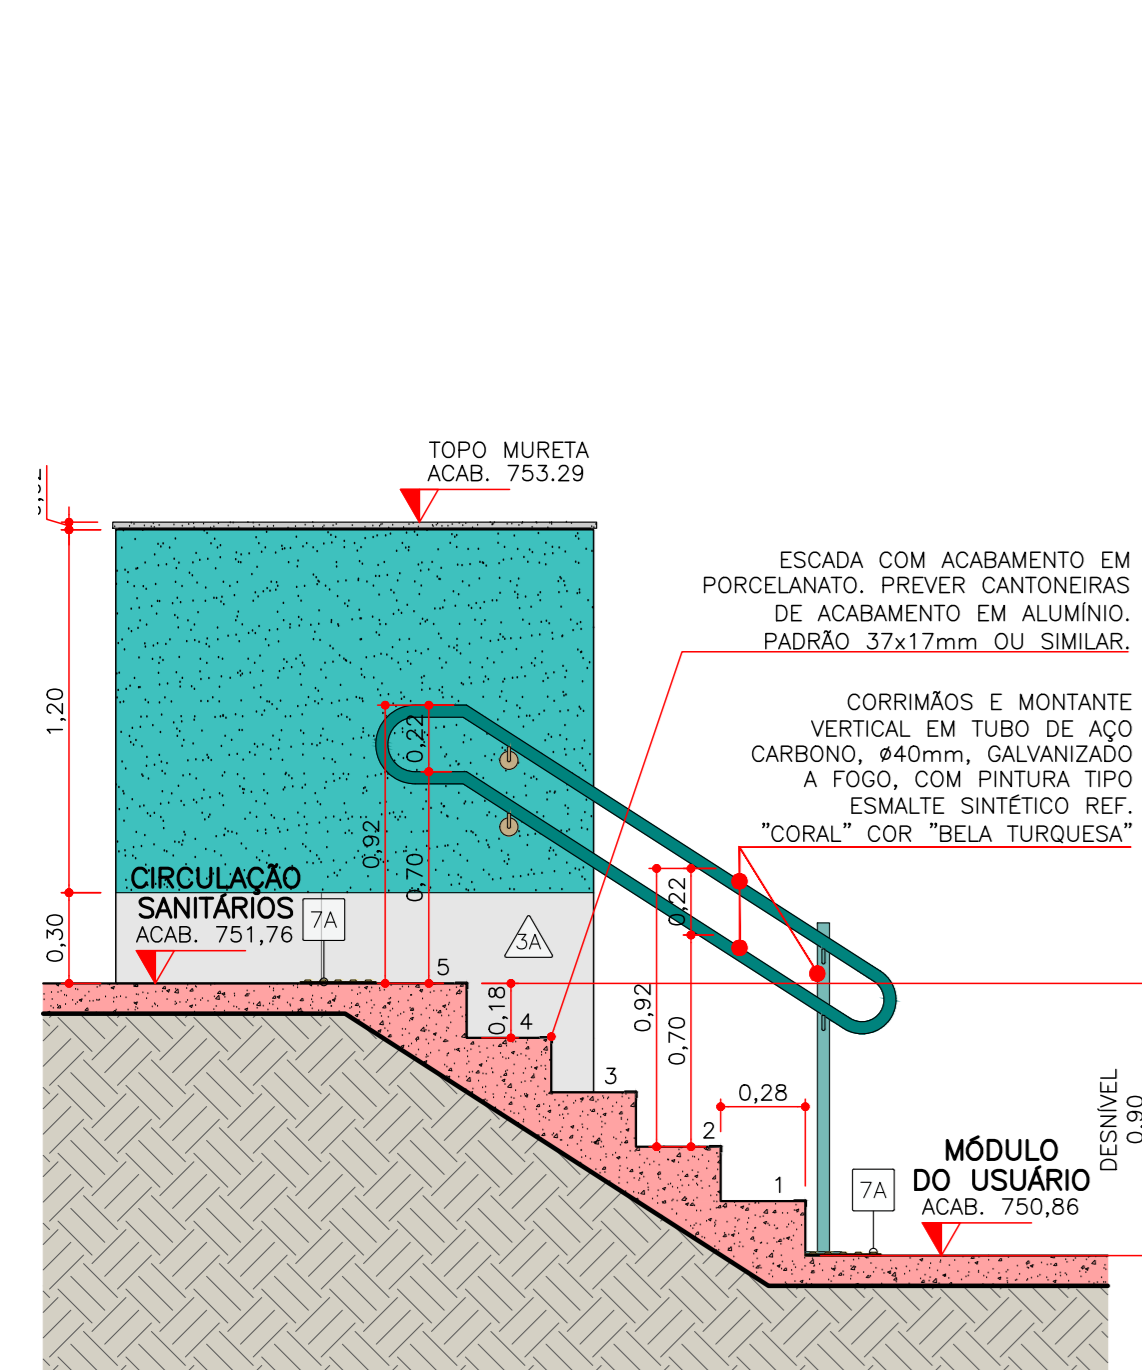 TOPO MURETA
ACAB. 753.29
ESCADA COM ACABAMENTO EM
PORCELANATO. PREVER CANTONEIRAS
DE ACABAMENTO EM ALUMÍNIO.
PADRÃO 37x17mm OU SIMILAR.
CORRIMÃOS E MONTANTE
VERTICAL EM TUBO DE AÇO
CARBONO, ø40mm, GALVANIZADO
A FOGO, COM PINTURA TIPO
ESMALTE SINTÉTICO REF.
"CORAL" COR "BELA TURQUESA"
1,20
0,30
0,22
0,92
0,70
CIRCULAÇÃO
SANITÁRIOS
ACAB. 751,76
7A
3A
5
0,18
4
3
0,22
0,92
0,70
2
0,28
1
7A
MÓDULO
DO USUÁRIO
ACAB. 750,86
DESNÍVEL
0,90